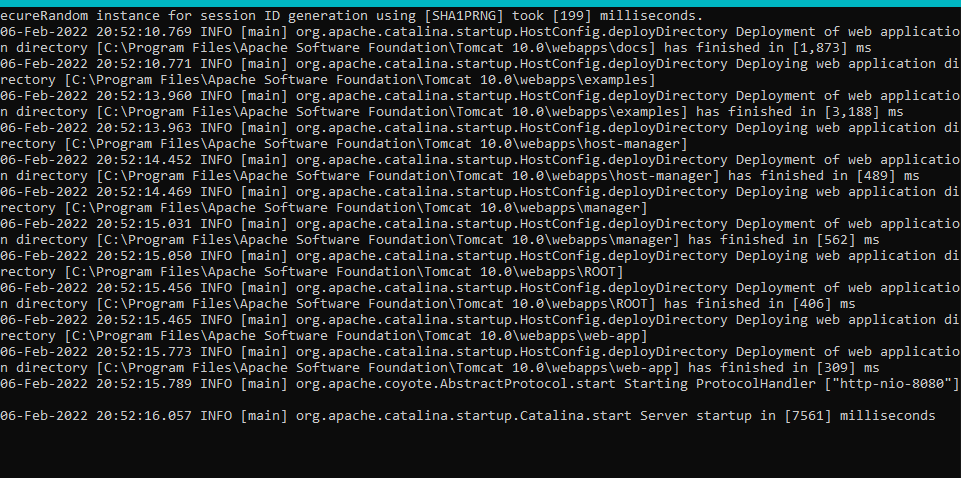 ecureRandom instance for session ID generation using [SHA1PRNG] took [199] milliseconds.
06-Feb-2022 20:52:10.769 INFO [main] org.apache.catalina.startup.HostConfig.deployDirectory Deployment of web applicatio
n directory [C:\Program Files\Apache Software Foundation\Tomcat 10.0\webapps\docs] has finished in [1,873] ms
06-Feb-2022 20:52:10.771 INFO [main] org.apache.catalina.startup.HostConfig.deployDirectory Deploying web application di
rectory [C:\Program Files\Apache Software Foundation\Tomcat 10.0\webapps\examples]
06-Feb-2022 20:52:13.960 INFO [main] org.apache.catalina.startup.HostConfig.deployDirectory Deployment of web applicatio
n directory [C:\Program Files\Apache Software Foundation\Tomcat 10.0\webapps\examples] has finished in [3,188] ms
06-Feb-2022 20:52:13.963 INFO [main] org.apache.catalina.startup.HostConfig.deployDirectory Deploying web application di
rectory [C:\Program Files\Apache Software Foundation\Tomcat 10.0\webapps\host-manager]
06-Feb-2022 20:52:14.452 INFO [main] org.apache.catalina.startup.HostConfig.deployDirectory Deployment of web applicatio
n directory [C:\Program Files\Apache Software Foundation\Tomcat 10.0\webapps\host-manager] has finished in [489] ms
06-Feb-2022 20:52:14.469 INFO [main] org.apache.catalina.startup.HostConfig.deployDirectory Deploying web application di
rectory [C:\Program Files\Apache Software Foundation\Tomcat 10.0\webapps\manager]
06-Feb-2022 20:52:15.031 INFO [main] org.apache.catalina.startup.HostConfig.deployDirectory Deployment of web applicatio
n directory [C:\Program Files\Apache Software Foundation\Tomcat 10.0\webapps\manager] has finished in [562] ms
06-Feb-2022 20:52:15.050 INFO [main] org.apache.catalina.startup.HostConfig.deployDirectory Deploying web application di
rectory [C:\Program Files\Apache Software Foundation\Tomcat 10.0\webapps\ROOT]
06-Feb-2022 20:52:15.456 INFO [main] org.apache.catalina.startup.HostConfig.deployDirectory Deployment of web applicatio
n directory [C:\Program Files\Apache Software Foundation\Tomcat 10.0\webapps\ROOT] has finished in [406] ms
06-Feb-2022 20:52:15.465 INFO [main] org.apache.catalina.startup.HostConfig.deployDirectory Deploying web application di
rectory [C:\Program Files\Apache Software Foundation\Tomcat 10.0\webapps\web-app]
06-Feb-2022 20:52:15.773 INFO [main] org.apache.catalina.startup.HostConfig.deployDirectory Deployment of web applicatio
n directory [C:\Program Files\Apache Software Foundation\Tomcat 10.0\webapps\web-app] has finished in [309] ms
06-Feb-2022 20:52:15.789 INFO [main] org.apache.coyote.AbstractProtocol.start Starting ProtocolHandler ["http-nio-8080"]
06-Feb-2022 20:52:16.057 INFO [main] org.apache.catalina.startup.Catalina.start Server startup in [7561] milliseconds